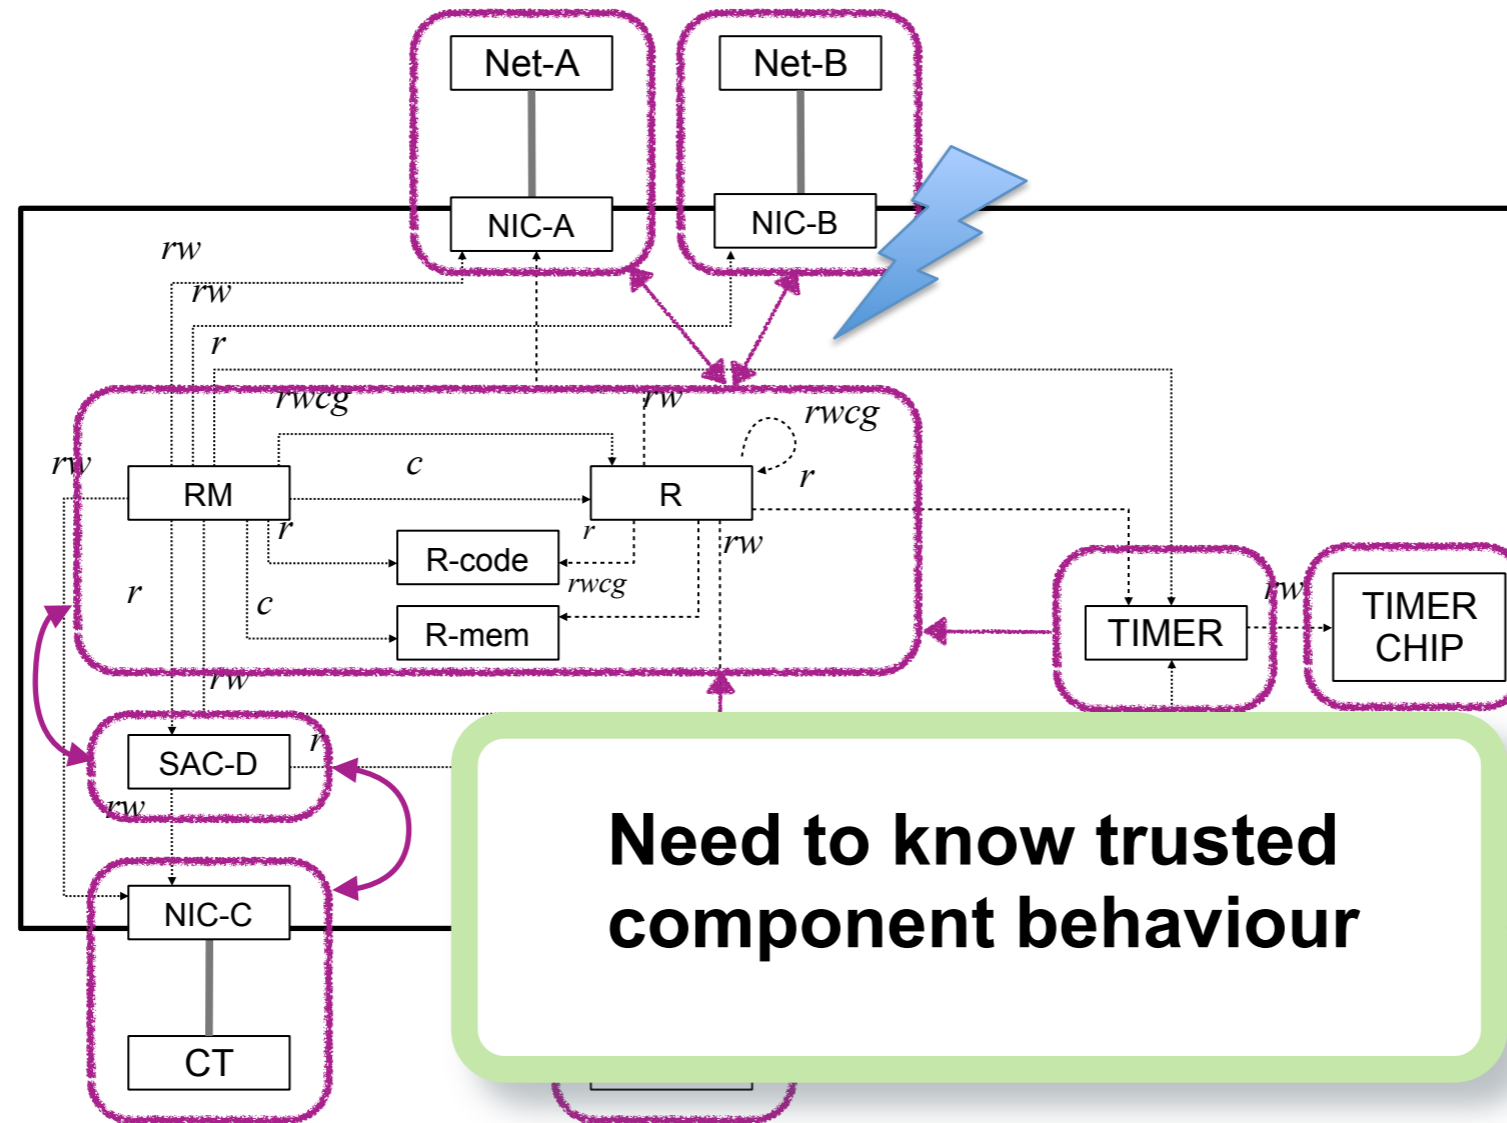 Net-A
Net-B
NIC-A
NIC-B
rw
rw
r
rwcg
rw
rwcg
rw
c
r
RM
R
r
r
rw
R-code
rwcg
r
c
R-mem
TIMER
rw
TIMER
CHIP
rw
SAC-D
r
rw
NIC-C
CT
Need to know trusted
component behaviour